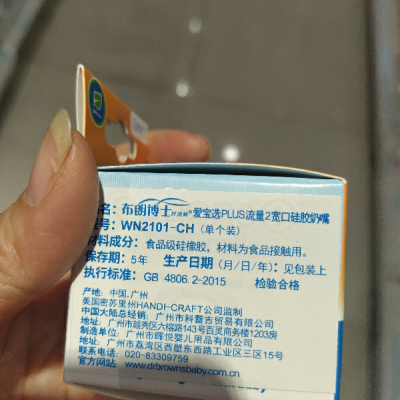 名: 布朗博士 爱宝选PLUS流量2宽口硅胶奶嘴
号: WN2101-CH (单个装)
材料成分: 食品级硅橡胶, 材料为食品接触用。
保存期: 5年 生产日期 (月/日/年): 见包装上
执行标准: GB 4806.2-2015 检验合格
产地: 中国.广州
美国密苏里州HANDI-CRAFT公司监制
中国大陆总经销: 广州市科蓄吉贸易有限公司
地址: 广州市越秀区六榕路143号百灵商务楼1203房
制造单位: 广州市辉悦婴儿用品有限公司
地址: 广州市荔湾区西塱东西路工业区三区15号
联系电话: 020-83309759
官方网站: www.drbrownsbaby.com